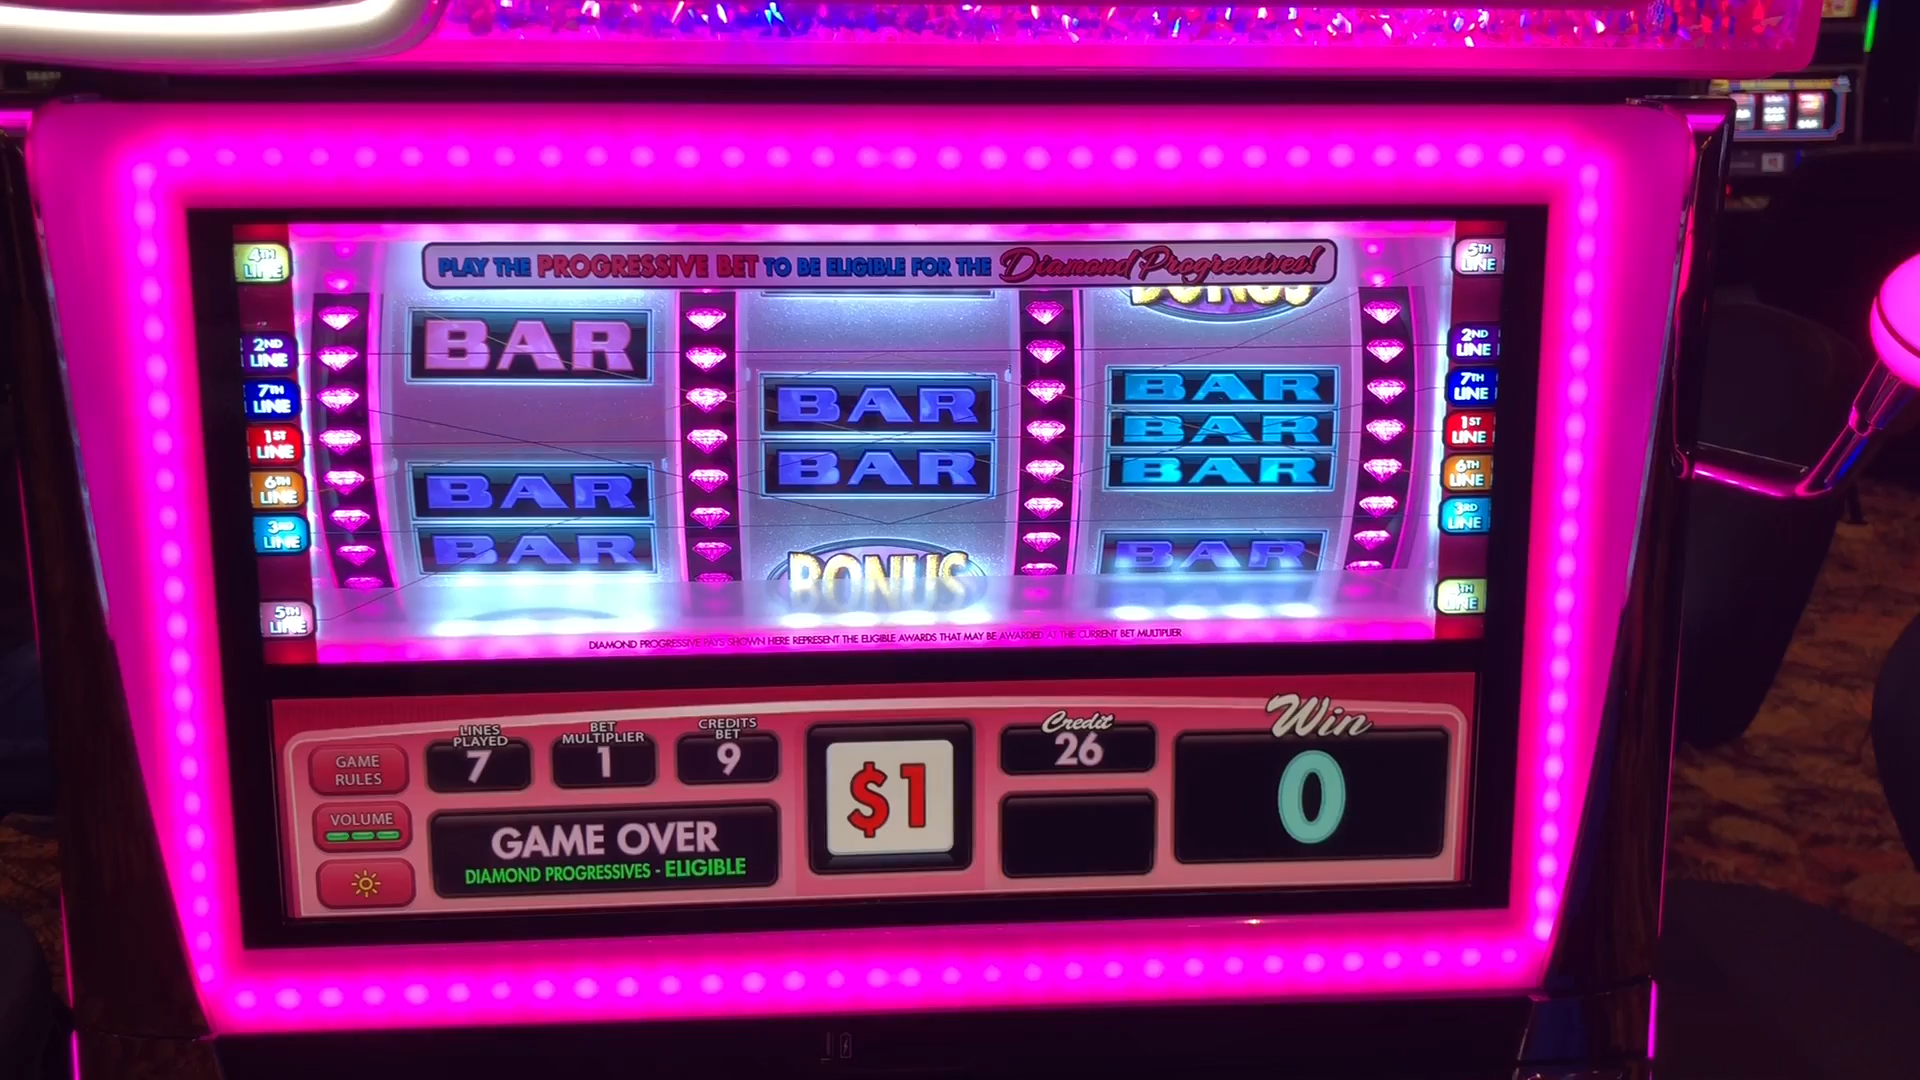 PLAY THE PROGRESSIVE BET TO BE ELIGIBLE FOR THE Diamond Progressives!
4TH LINE
5TH LINE
BONUS
2ND LINE
BAR
2ND LINE
7TH LINE
BAR
BAR
7TH LINE
1ST LINE
BAR
1ST LINE
6TH LINE
BAR
BAR
BAR
6TH LINE
3RD LINE
BAR
BAR
3RD LINE
BONUS
5TH LINE
4TH LINE
DIAMOND PROGRESSIVE PAYS SHOWN HERE REPRESENT THE ELIGIBLE AWARDS THAT MAY BE AWARDED AT THE CURRENT BET MULTIPLIER
GAME RULES
LINES PLAYED
7
BET MULTIPLIER
1
CREDITS BET
9
$1
Credit
26
Win
0
VOLUME
GAME OVER
DIAMOND PROGRESSIVES - ELIGIBLE